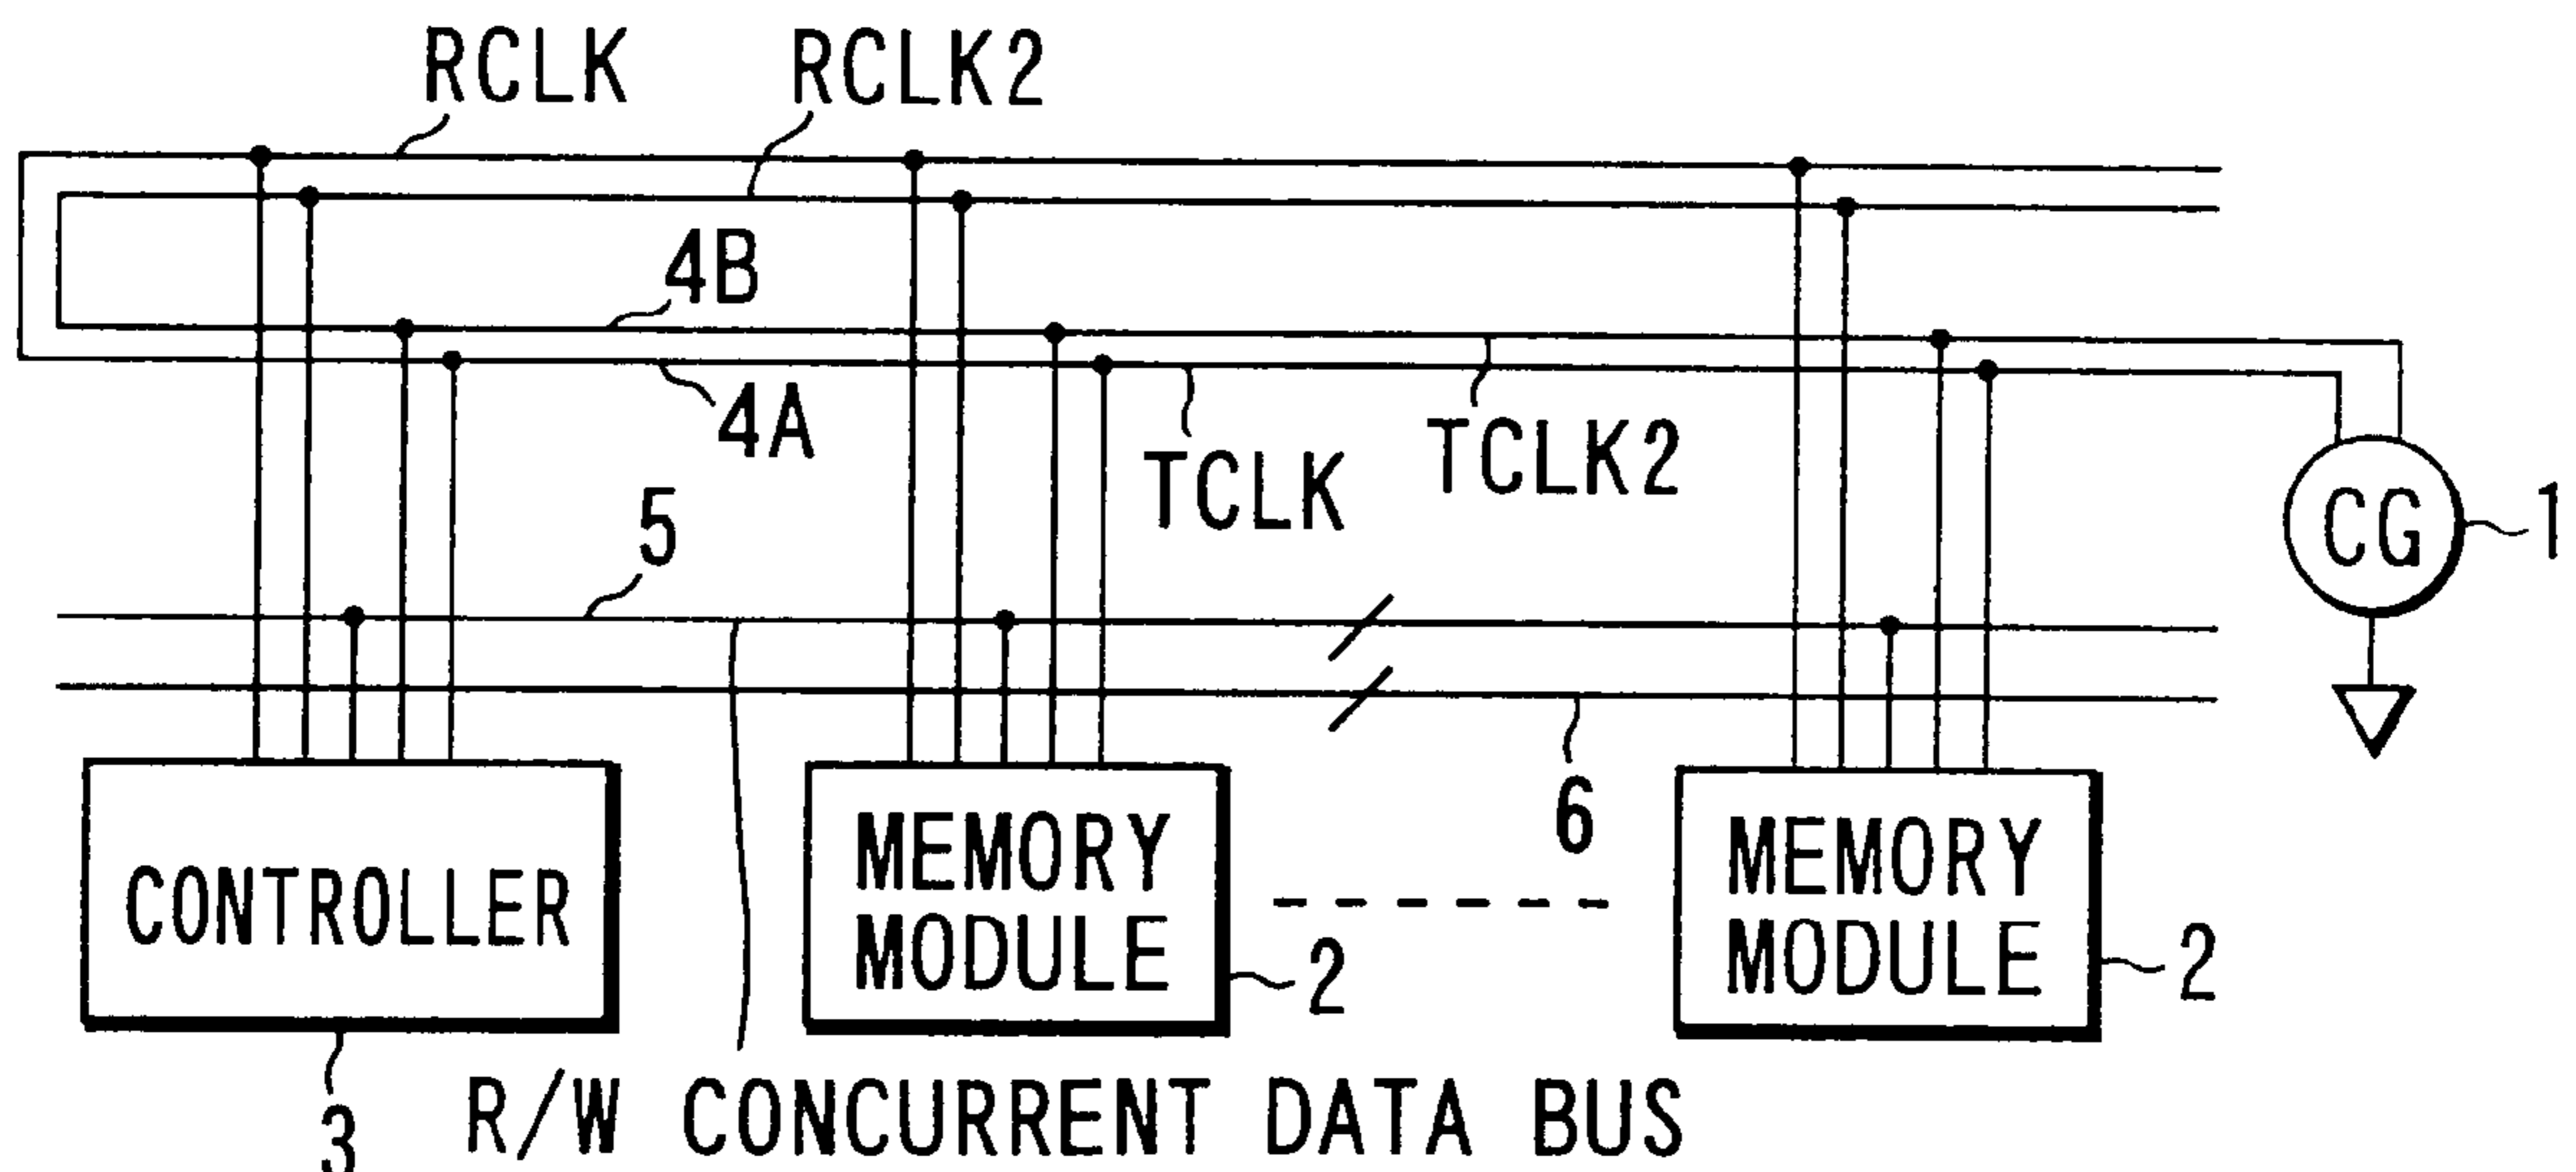 RCLK RCLK2
4B
4A
TCLK TCLK2
5
CG 1
6
CONTROLLER
MEMORY
MODULE
2
MEMORY
MODULE
2
3
R/W CONCURRENT DATA BUS